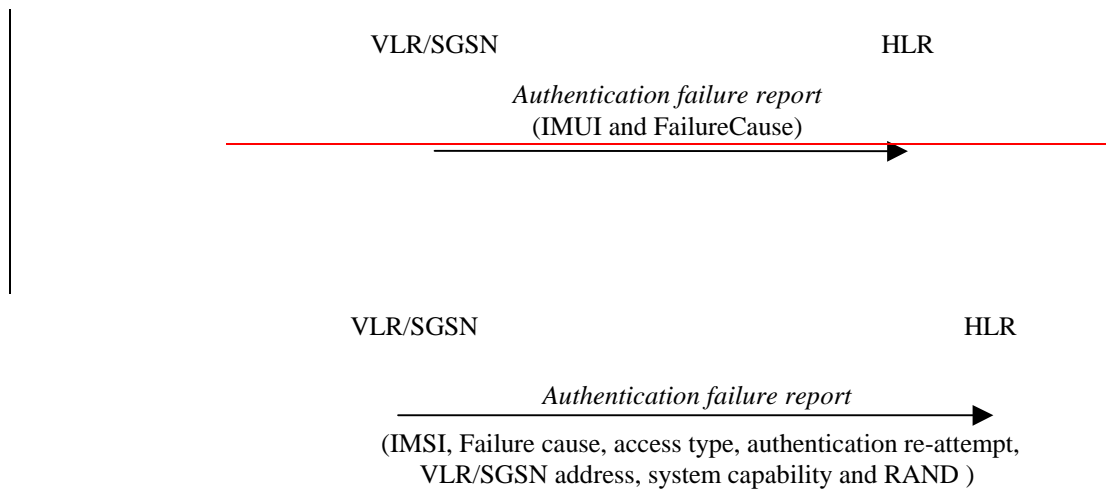 VLR/SGSN HLR
Authentication failure report
(IMUI and FailureCause)
VLR/SGSN HLR
Authentication failure report
(IMSI, Failure cause, access type, authentication re-attempt,
VLR/SGSN address, system capability and RAND )